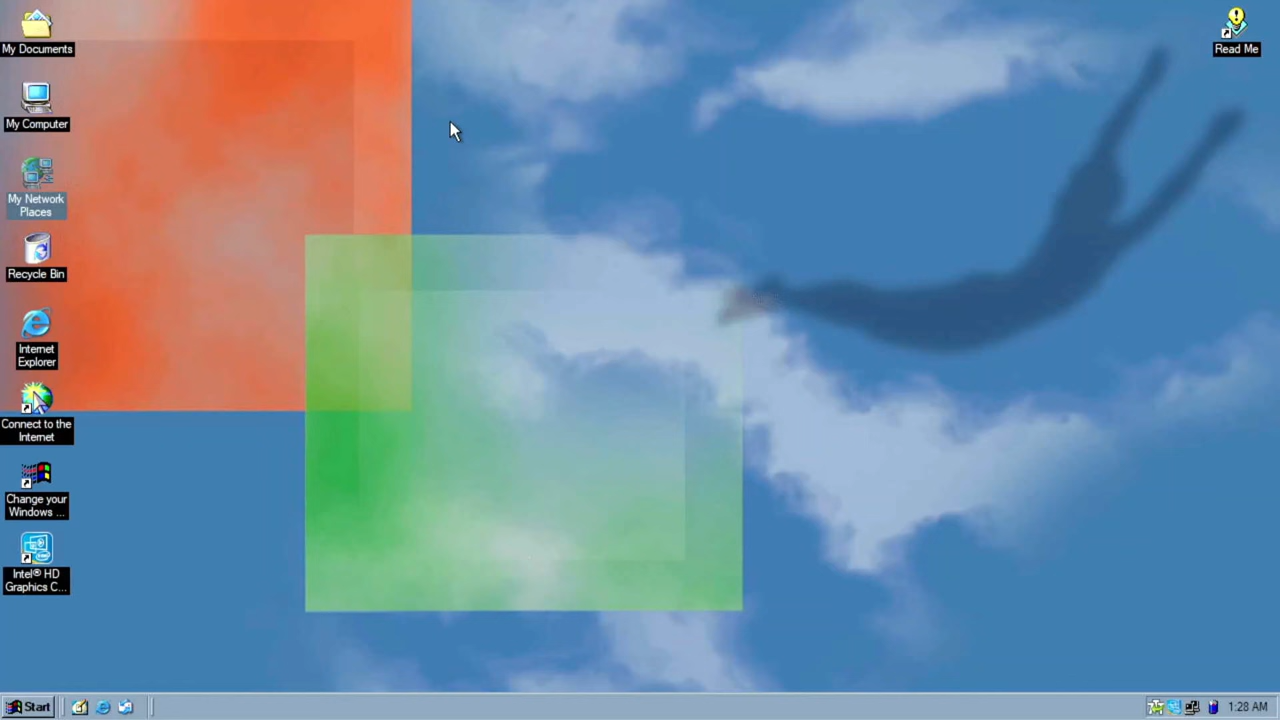 My Documents
My Computer
My Network
Places
Recycle Bin
Internet
Explorer
Connect to the
Internet
Change your
Windows ...
Intel® HD
Graphics C...
Read Me
Start
1:28 AM